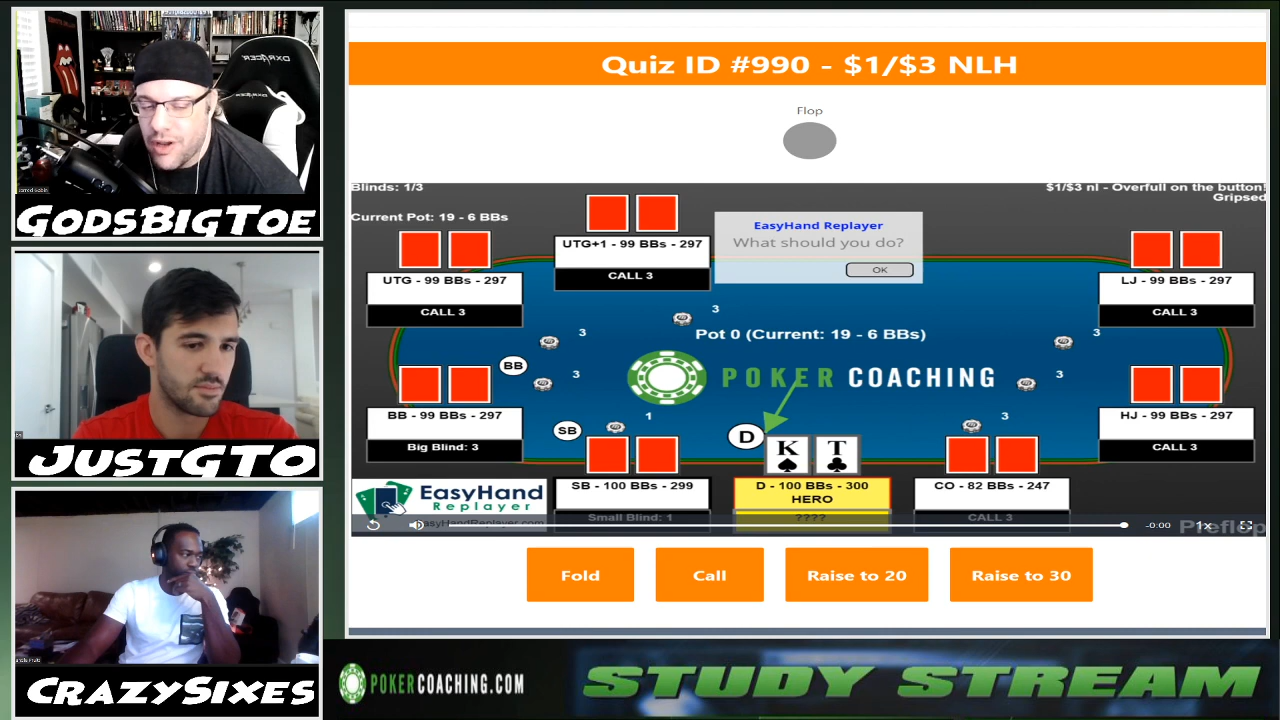 Quiz ID #990 - $1/$3 NLH
Flop
Blinds: 1/3
$1/$3 nl - Overfull on the button!
Gripsed
Current Pot: 19 - 6 BBs
EasyHand Replayer
What should you do?
OK
UTG+1 - 99 BBs - 297
CALL 3
UTG - 99 BBs - 297
CALL 3
LJ - 99 BBs - 297
CALL 3
3
3
3
Pot 0 (Current: 19 - 6 BBs)
BB
3
3
POKER COACHING
BB - 99 BBs - 297
Big Blind: 3
HJ - 99 BBs - 297
CALL 3
SB
1
D
K
T
3
EasyHand
Replayer
EasyHandReplayer.com
SB - 100 BBs - 299
Small Blind: 1
D - 100 BBs - 300
HERO
????
CO - 82 BBs - 247
CALL 3
-0:00
1x
Preflop
Fold
Call
Raise to 20
Raise to 30
DXRACER
GodsBigToe
JustGTO
CrazySixes
POKERCOACHING.COM
STUDY STREAM